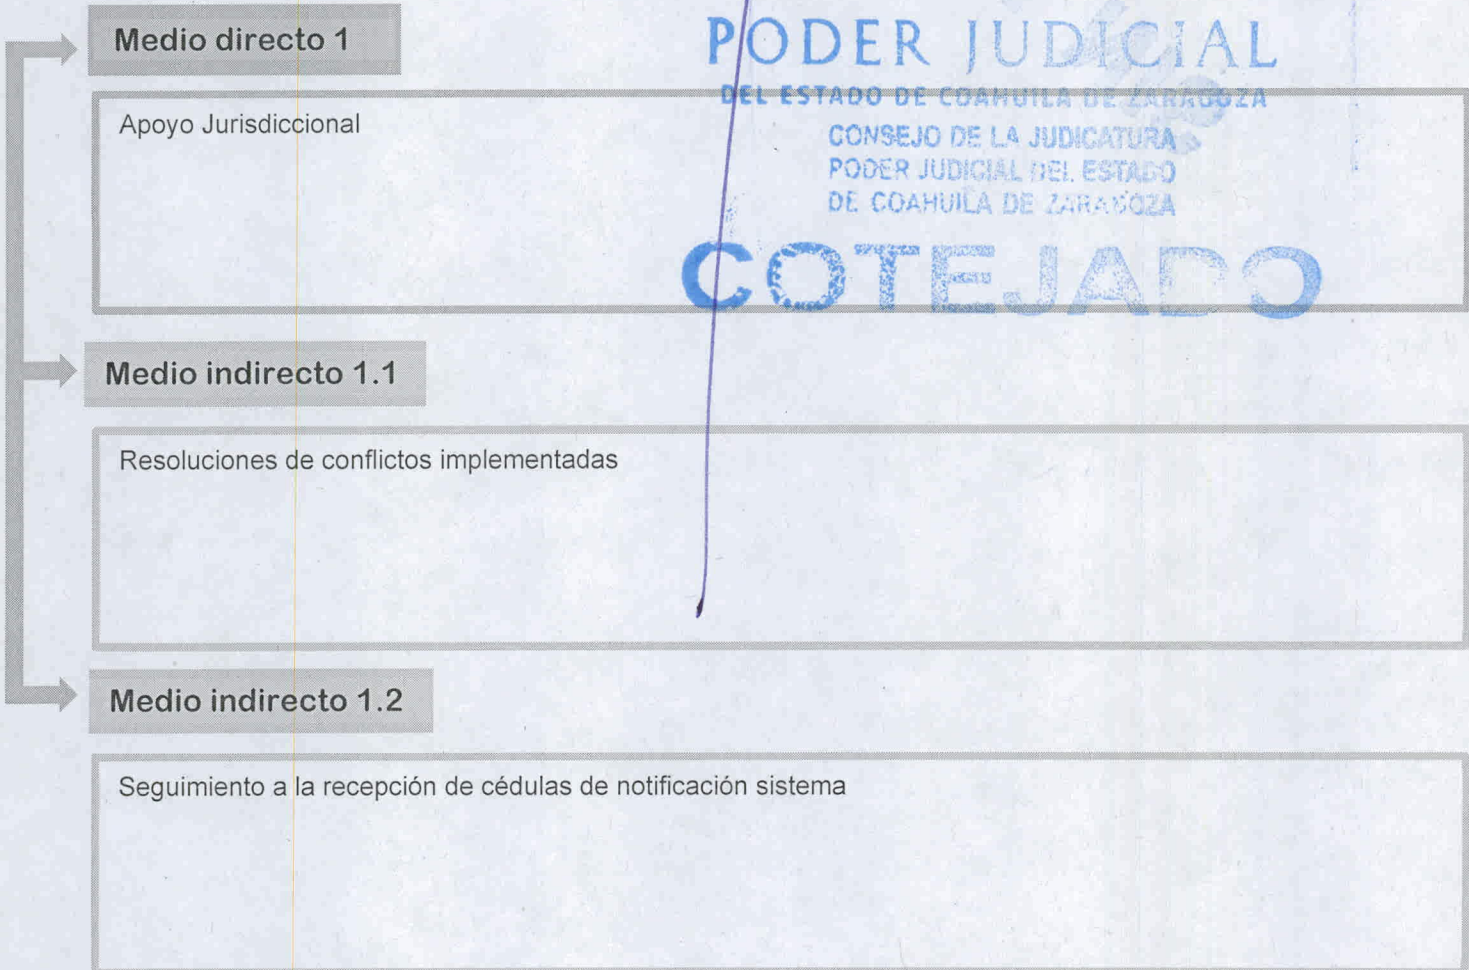 Medio directo 1
PODER JUDICIAL
DEL ESTADO DE COAHUILA DE ZARAGOZA
Apoyo Jurisdiccional
CONSEJO DE LA JUDICATURA
PODER JUDICIAL DEL ESTADO
DE COAHUILA DE ZARAGOZA
COTEJADO
Medio indirecto 1.1
Resoluciones de conflictos implementadas
Medio indirecto 1.2
Seguimiento a la recepción de cédulas de notificación sistema